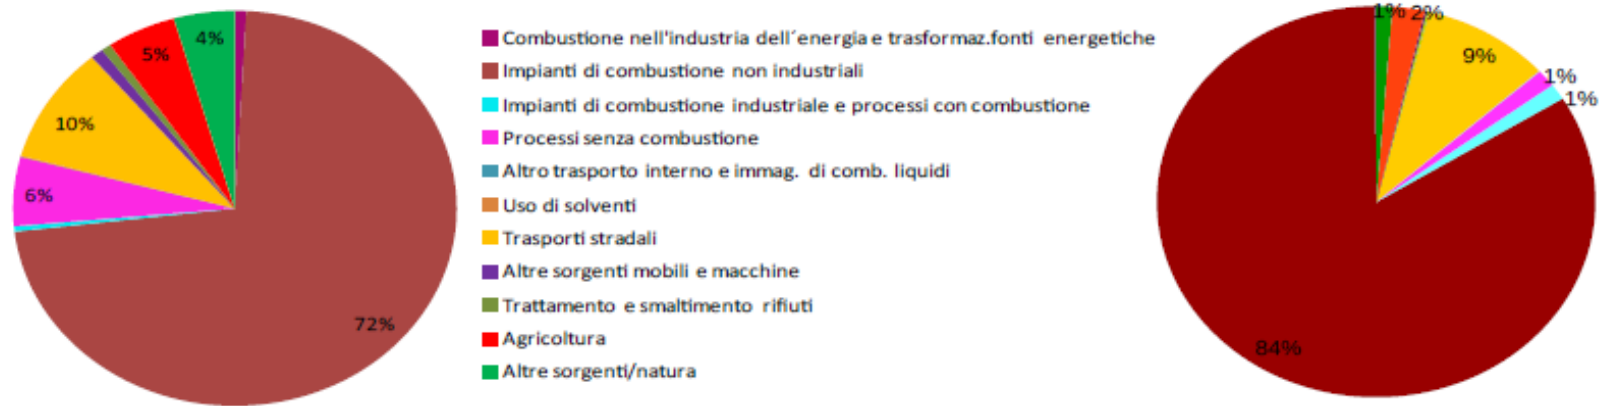 4%
5%
10%
6%
72%
Combustione nell'industria dell´energia e trasformaz.fonti energetiche
Impianti di combustione non industriali
Impianti di combustione industriale e processi con combustione
Processi senza combustione
Altro trasporto interno e immag. di comb. liquidi
Uso di solventi
Trasporti stradali
Altre sorgenti mobili e macchine
Trattamento e smaltimento rifiuti
Agricoltura
Altre sorgenti/natura
1% 2%
9%
1%
1%
84%